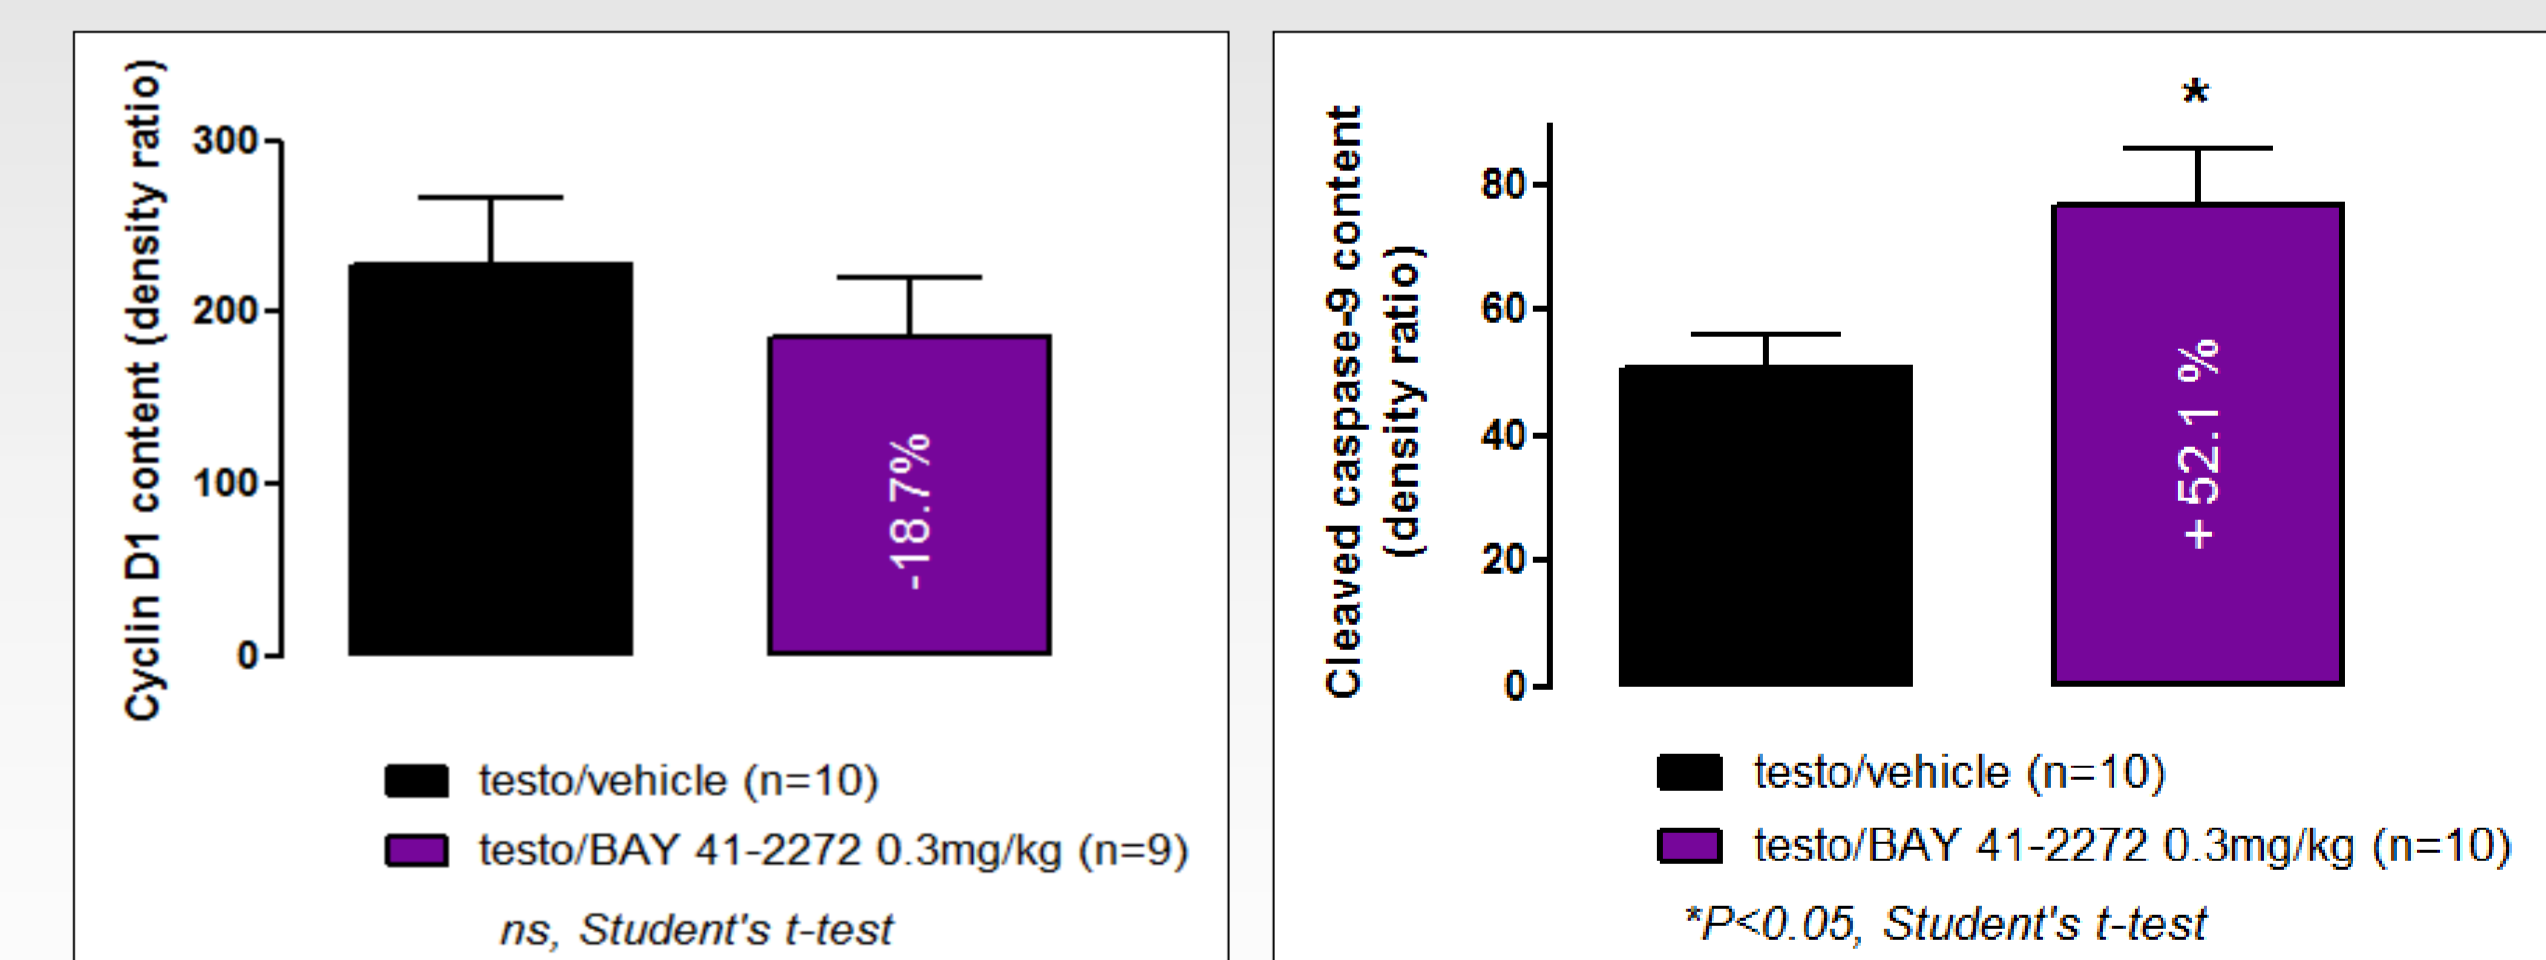 Cyclin D1 content (density ratio)
300
200
100
0
-18.7%
testo/vehicle (n=10)
testo/BAY 41-2272 0.3mg/kg (n=9)
ns, Student's t-test
Cleaved caspase-9 content
(density ratio)
80
60
40
20
0
*
+ 52.1 %
testo/vehicle (n=10)
testo/BAY 41-2272 0.3mg/kg (n=10)
*P<0.05, Student's t-test